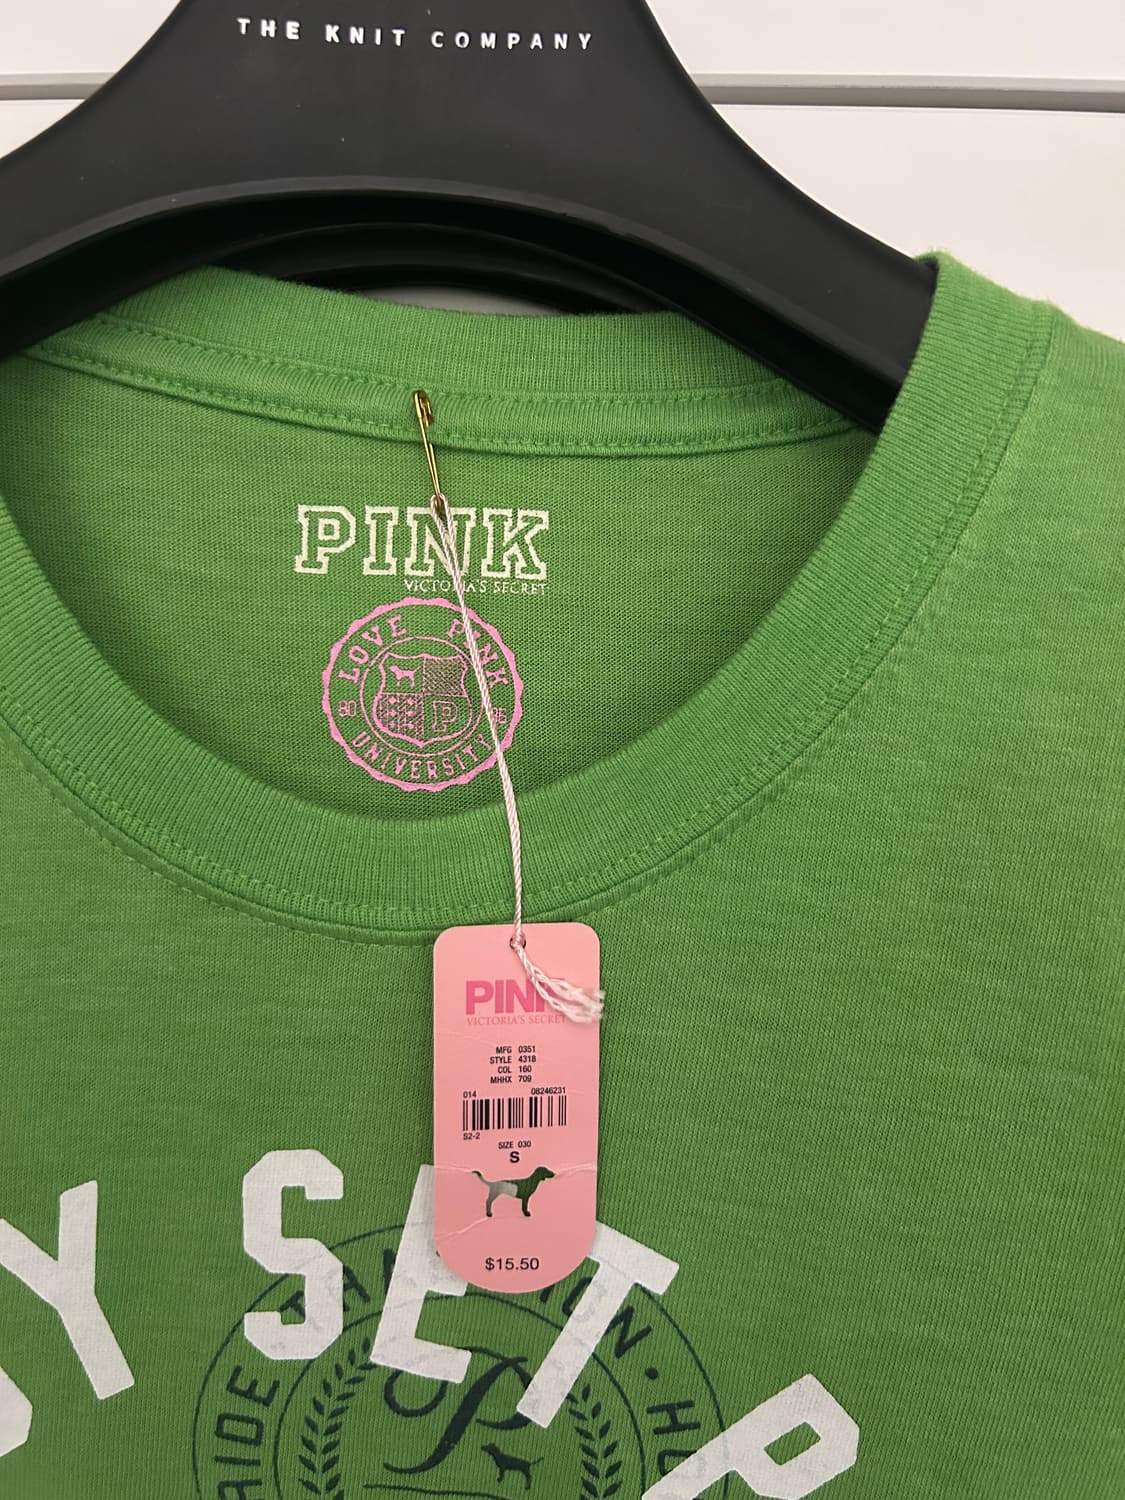 THE KNIT COMPANY
PINK
VICTORIA'S SECRET
LOVE PINK
80
UNIVERSITY
PINK
VICTORIA'S SECRET
MFG 0351
STYLE 4318
COL 160
MHHX 709
014 08246231
S2-2
SIZE 030
S
$15.50
Y SET P
P